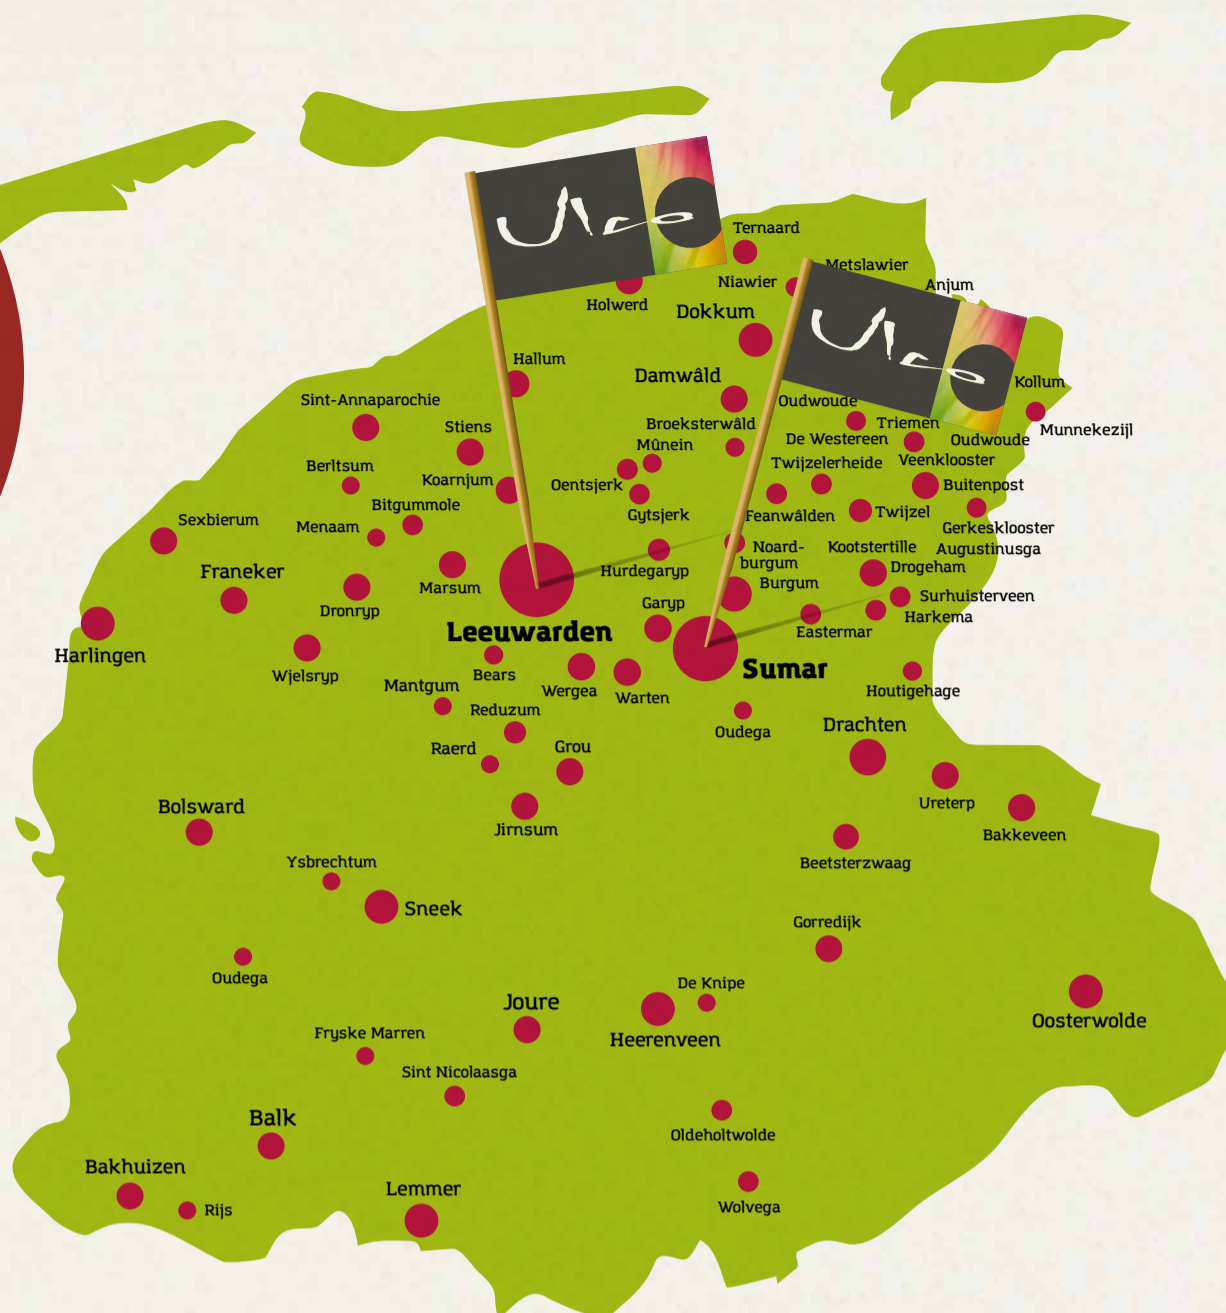 Ulco
Ternaard
Metslawier
Niawier
Anjum
Holwerd
Dokkum
Ulco
Hallum
Damwâld
Kollum
Sint-Annaparochie
Oudwoude
Stiens
Broeksterwâld
Triemen
Munnekezijl
De Westereen
Oudwoude
Mûnein
Berltsum
Twijzelerheide
Veenklooster
Koarnjum
Oentsjerk
Buitenpost
Bitgummole
Gytsjerk
Feanwâlden
Twijzel
Sexbierum
Menaam
Gerkesklooster
Noard-
burgum
Kootstertille
Augustinusga
Franeker
Hurdegaryp
Drogeham
Marsum
Burgum
Dronryp
Garyp
Surhuisterveen
Harkema
Leeuwarden
Eastermar
Harlingen
Sumar
Wjelsryp
Bears
Mantgum
Wergea
Warten
Houtigehage
Reduzum
Oudega
Drachten
Raerd
Grou
Bolsward
Ureterp
Jirnsum
Bakkeveen
Ysbrechtum
Beetsterzwaag
Sneek
Gorredijk
Oudega
De Knipe
Joure
Oosterwolde
Fryske Marren
Heerenveen
Sint Nicolaasga
Balk
Oldeholtwolde
Bakhuizen
Lemmer
Rijs
Wolvega